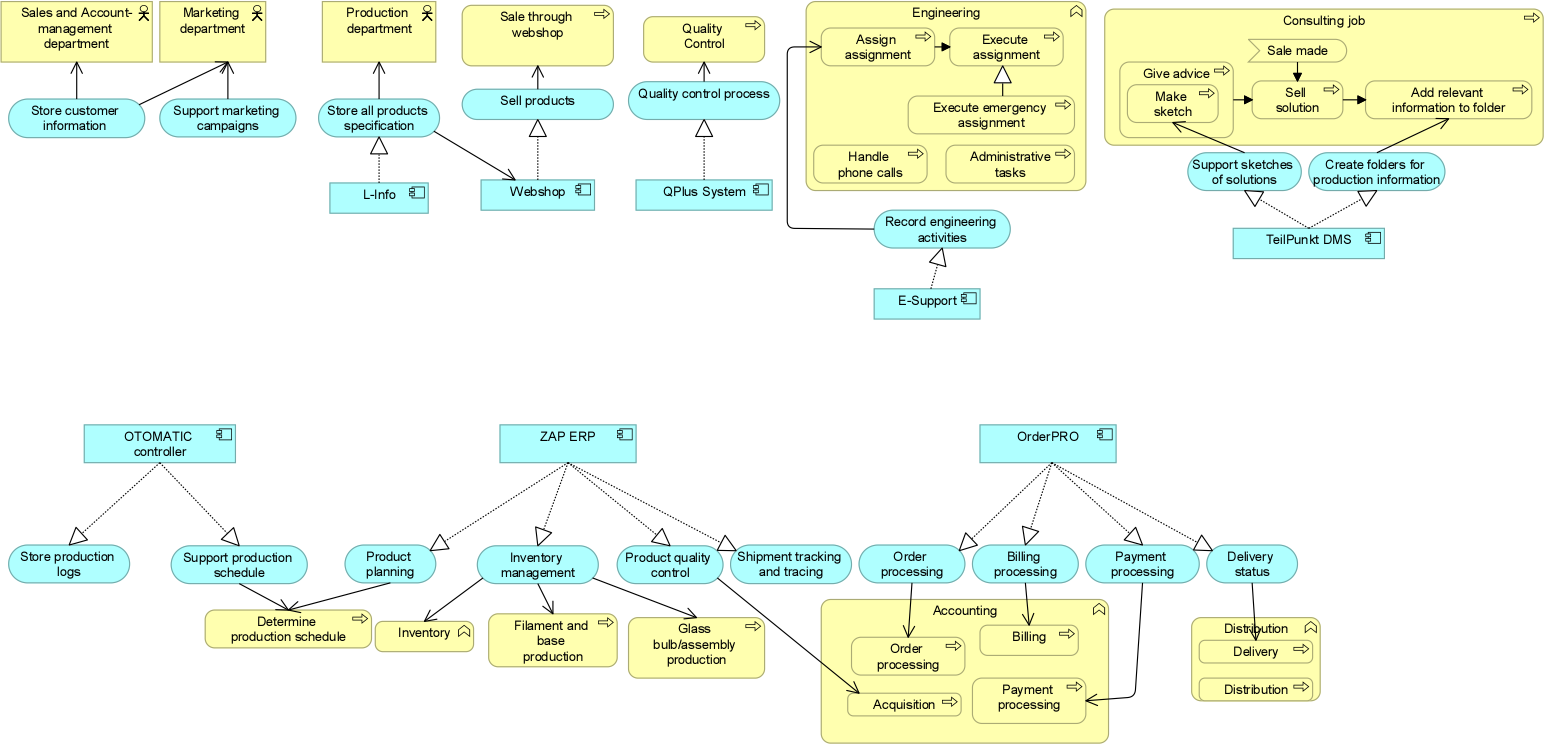 Sales and Account-
management
department
Marketing
department
Production
department
Sale through
webshop
Quality
Control
Engineering
Assign
assignment
Execute
assignment
Execute emergency
assignment
Handle
phone calls
Administrative
tasks
Consulting job
Sale made
Give advice
Make
sketch
Sell
solution
Add relevant
information to folder
Store customer
information
Support marketing
campaigns
Store all products
specification
Sell products
Quality control process
Support sketches
of solutions
Create folders for
production information
L-Info
Webshop
QPlus System
Record engineering
activities
TeilPunkt DMS
E-Support
OTOMATIC
controller
ZAP ERP
OrderPRO
Store production
logs
Support production
schedule
Product
planning
Inventory
management
Product quality
control
Shipment tracking
and tracing
Order
processing
Billing
processing
Payment
processing
Delivery
status
Determine
production schedule
Inventory
Filament and
base
production
Glass
bulb/assembly
production
Accounting
Order
processing
Billing
Acquisition
Payment
processing
Distribution
Delivery
Distribution